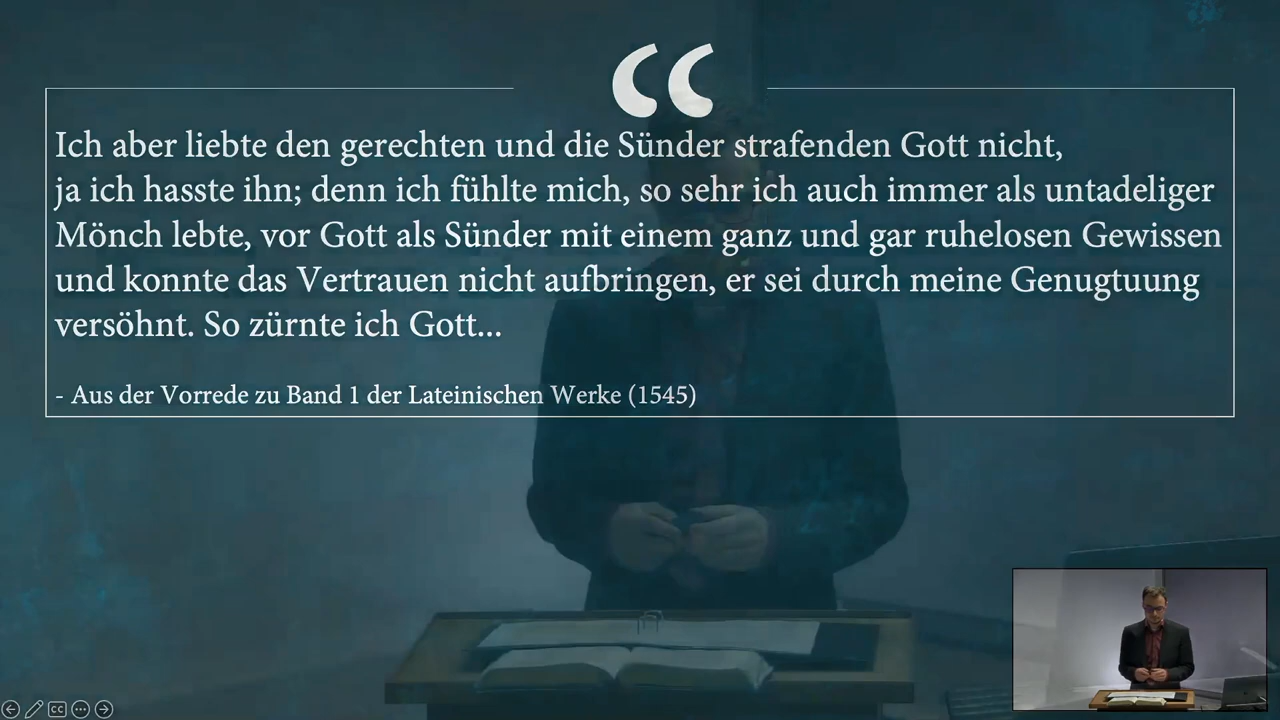 “
Ich aber liebte den gerechten und die Sünder strafenden Gott nicht,
ja ich hasste ihn; denn ich fühlte mich, so sehr ich auch immer als untadeliger
Mönch lebte, vor Gott als Sünder mit einem ganz und gar ruhelosen Gewissen
und konnte das Vertrauen nicht aufbringen, er sei durch meine Genugtuung
versöhnt. So zürnte ich Gott...
- Aus der Vorrede zu Band 1 der Lateinischen Werke (1545)
CC